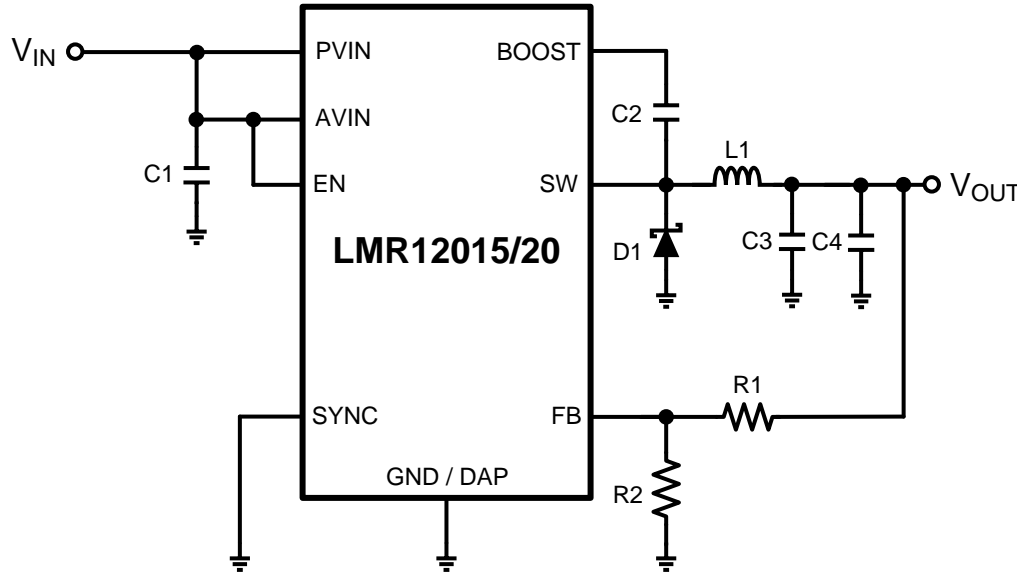 VIN
PVIN
BOOST
AVIN
C2
C1
EN
SW
L1
VOUT
LMR12015/20
D1
C3
C4
SYNC
FB
R1
GND / DAP
R2